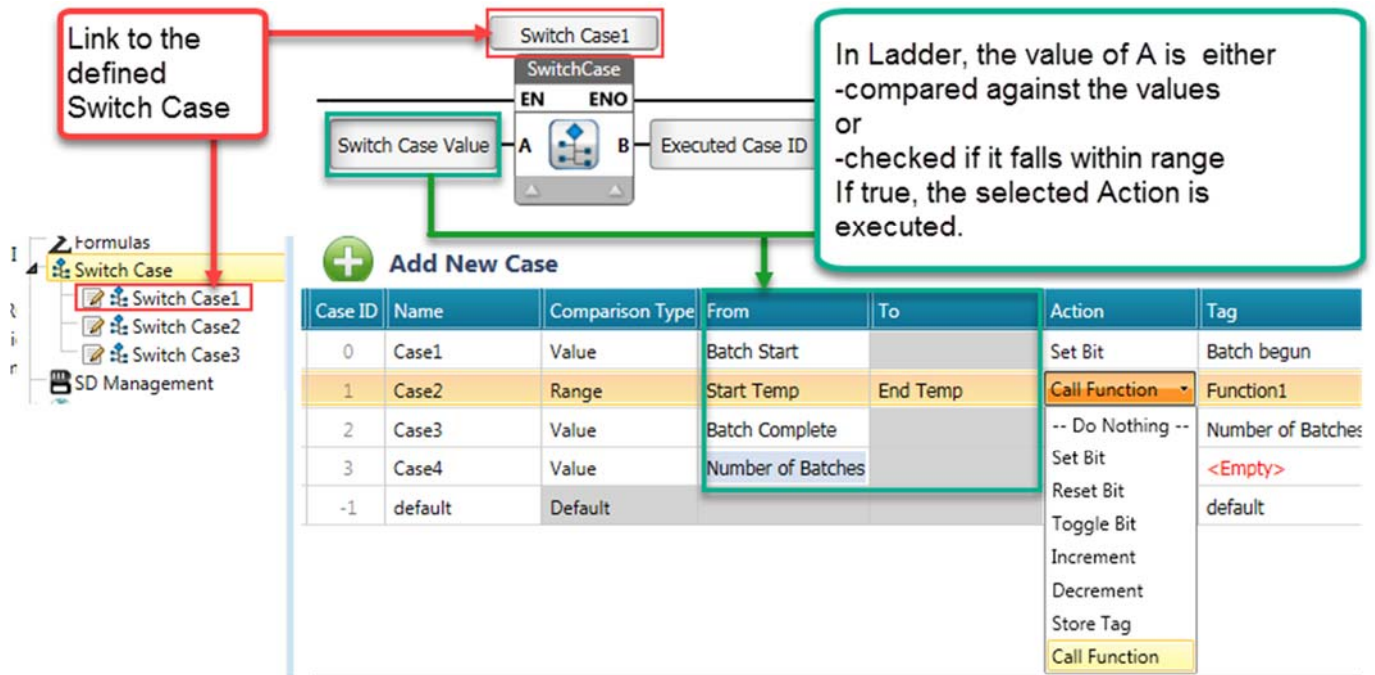 Link to the
defined
Switch Case
Switch Case1
SwitchCase
EN ENO
Switch Case Value
A
B
Executed Case ID
In Ladder, the value of A is either
-compared against the values
or
-checked if it falls within range
If true, the selected Action is
executed.
Formulas
Switch Case
Switch Case1
Switch Case2
Switch Case3
SD Management
Add New Case
Case ID Name Comparison Type From To Action Tag
0 Case1 Value Batch Start Set Bit Batch begun
1 Case2 Range Start Temp End Temp Call Function Function1
2 Case3 Value Batch Complete Number of Batches
3 Case4 Value Number of Batches <Empty>
-1 default Default default
-- Do Nothing --
Set Bit
Reset Bit
Toggle Bit
Increment
Decrement
Store Tag
Call Function